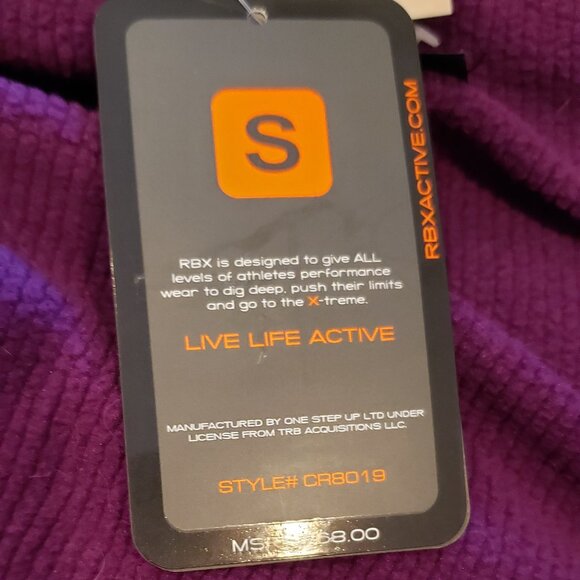 S
RBX is designed to give ALL
levels of athletes performance
wear to dig deep, push their limits
and go to the X-treme.
LIVE LIFE ACTIVE
MANUFACTURED BY ONE STEP UP LTD UNDER
LICENSE FROM TRB ACQUISITIONS LLC.
STYLE# CR8019
RBXACTIVE.COM